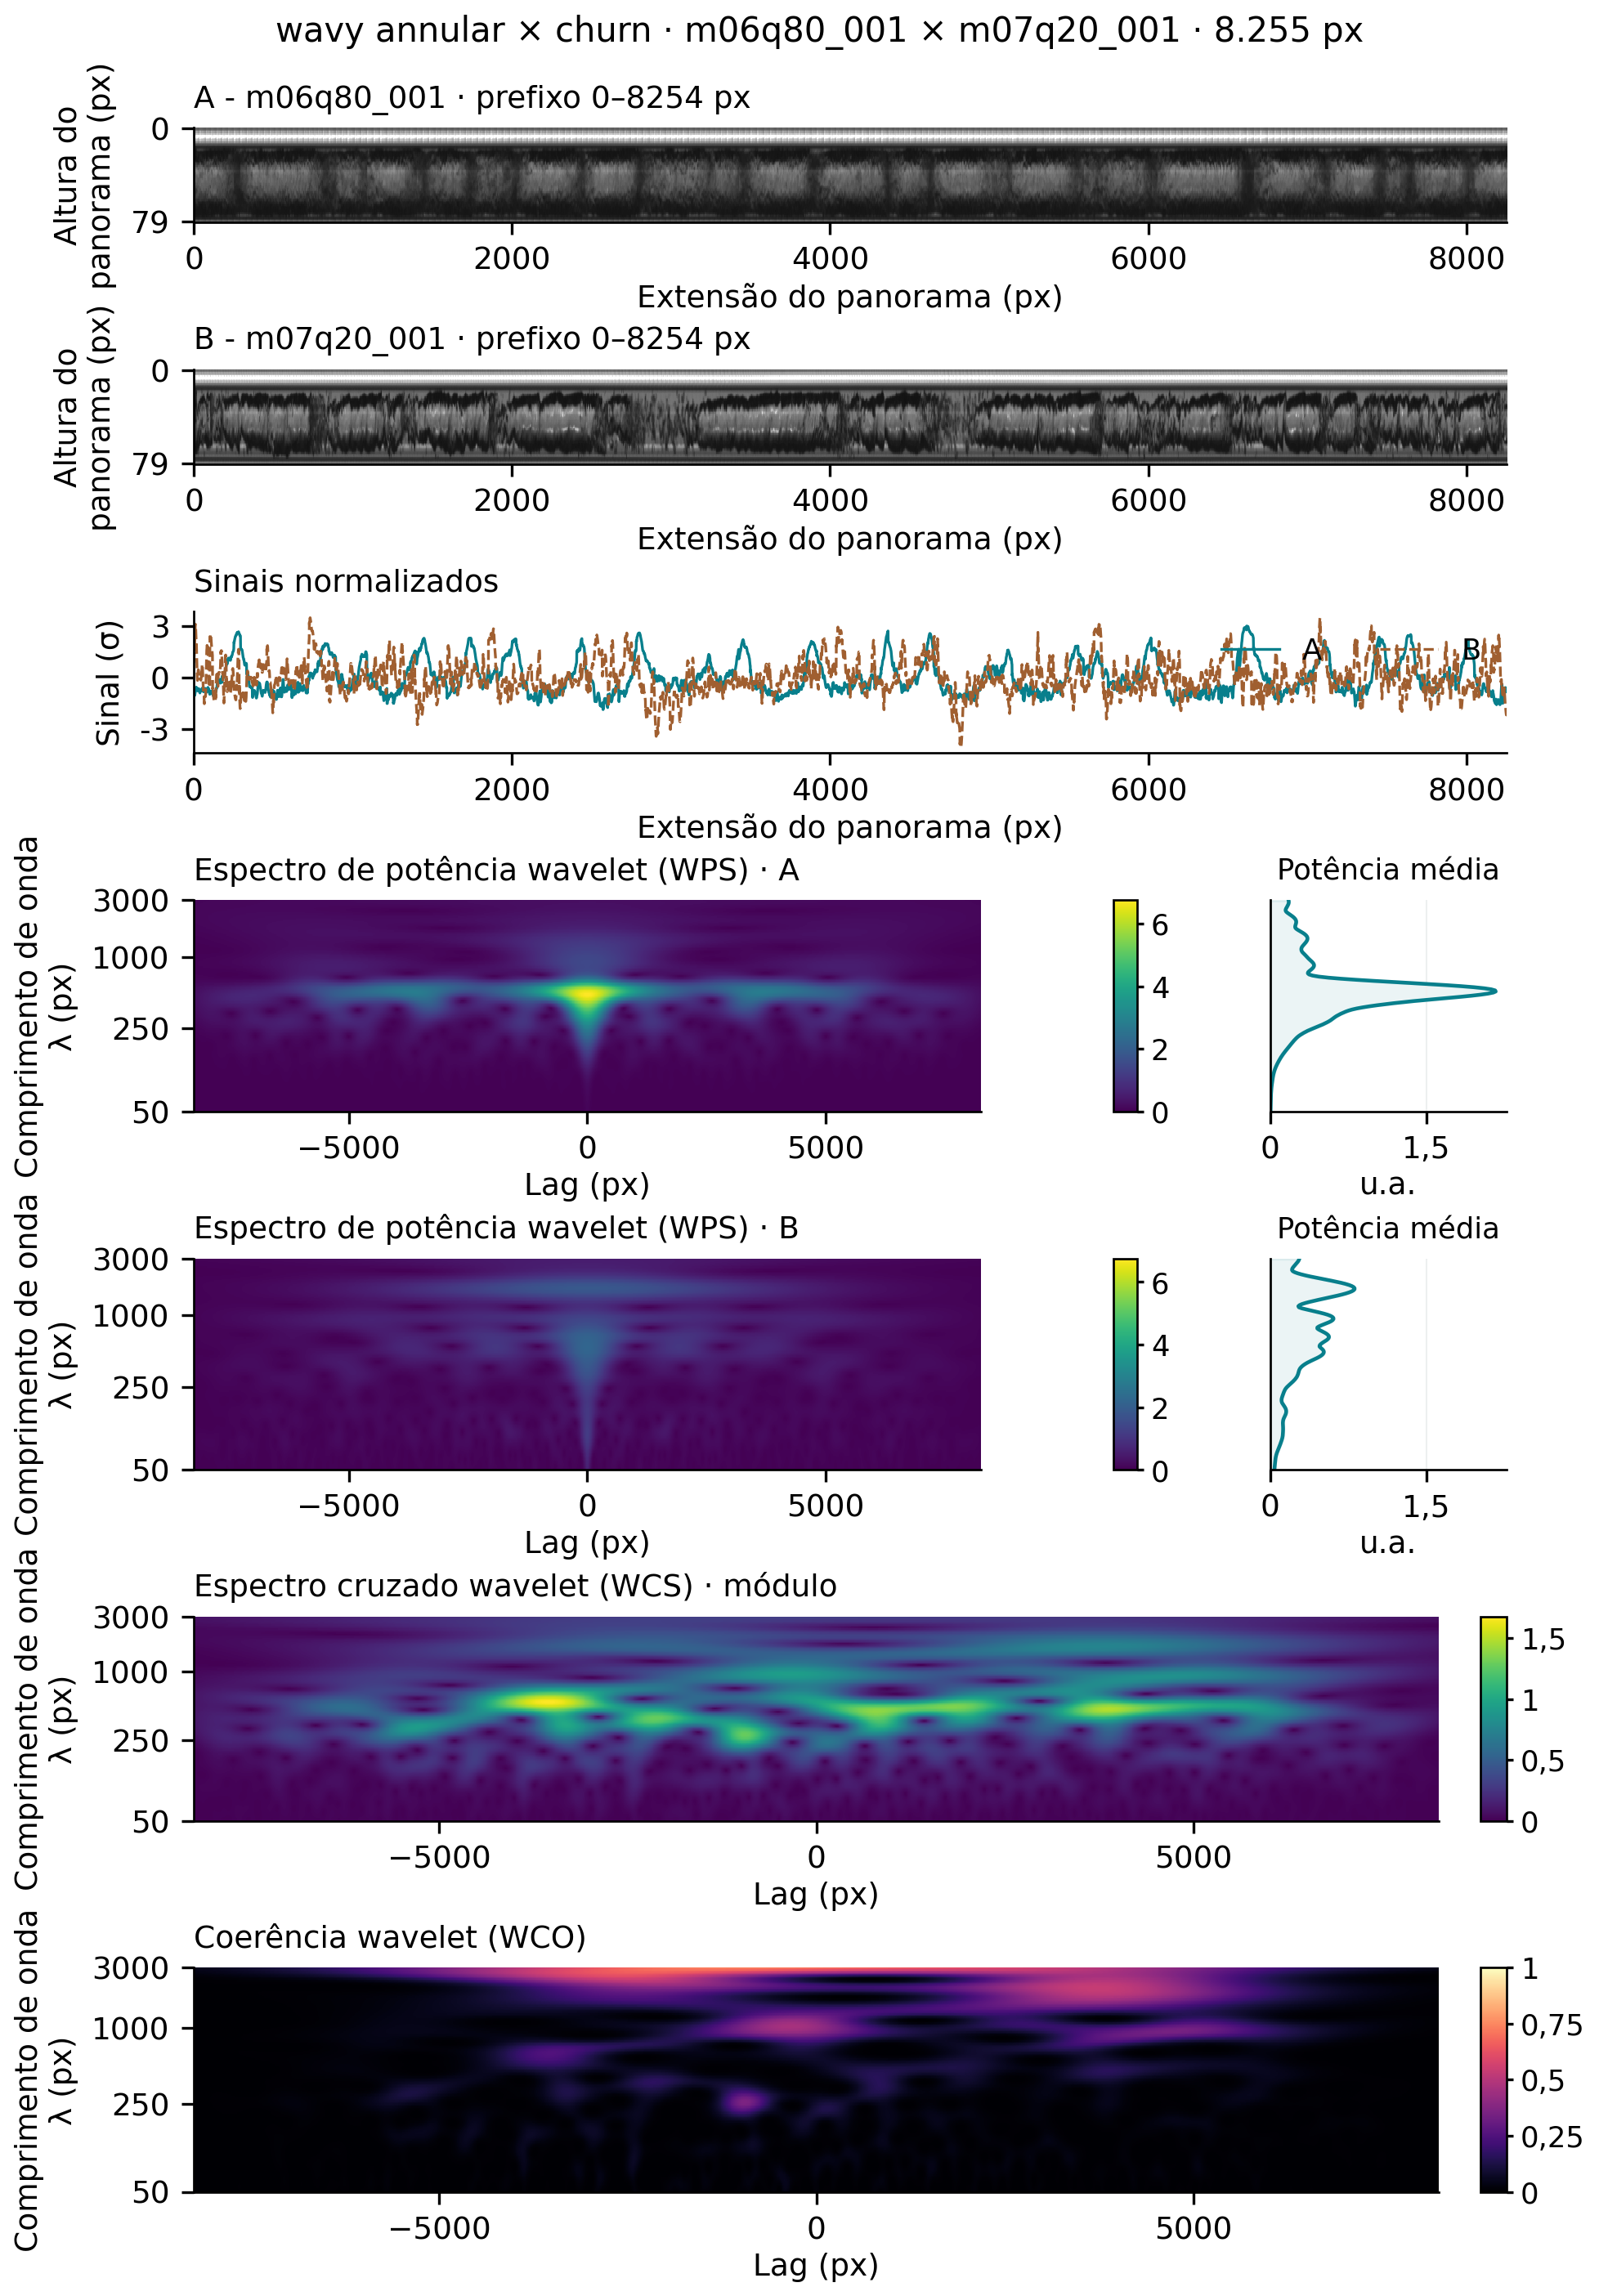 wavy annular × churn · m06q80_001 × m07q20_001 · 8.255 px
A - m06q80_001 · prefixo 0–8254 px
Altura do
panorama (px)
0
79
0 2000 4000 6000 8000
Extensão do panorama (px)
B - m07q20_001 · prefixo 0–8254 px
Altura do
panorama (px)
0
79
0 2000 4000 6000 8000
Extensão do panorama (px)
Sinais normalizados
Sinal (σ)
3
0
-3
A B
0 2000 4000 6000 8000
Extensão do panorama (px)
Espectro de potência wavelet (WPS) · A
Comprimento de onda
λ (px)
3000
1000
250
50
−5000 0 5000
Lag (px)
6
4
2
0
Potência média
0 1,5
u.a.
Espectro de potência wavelet (WPS) · B
Comprimento de onda
λ (px)
3000
1000
250
50
−5000 0 5000
Lag (px)
6
4
2
0
Potência média
0 1,5
u.a.
Espectro cruzado wavelet (WCS) · módulo
Comprimento de onda
λ (px)
3000
1000
250
50
−5000 0 5000
Lag (px)
1,5
1
0,5
0
Coerência wavelet (WCO)
Comprimento de onda
λ (px)
3000
1000
250
50
−5000 0 5000
Lag (px)
1
0,75
0,5
0,25
0